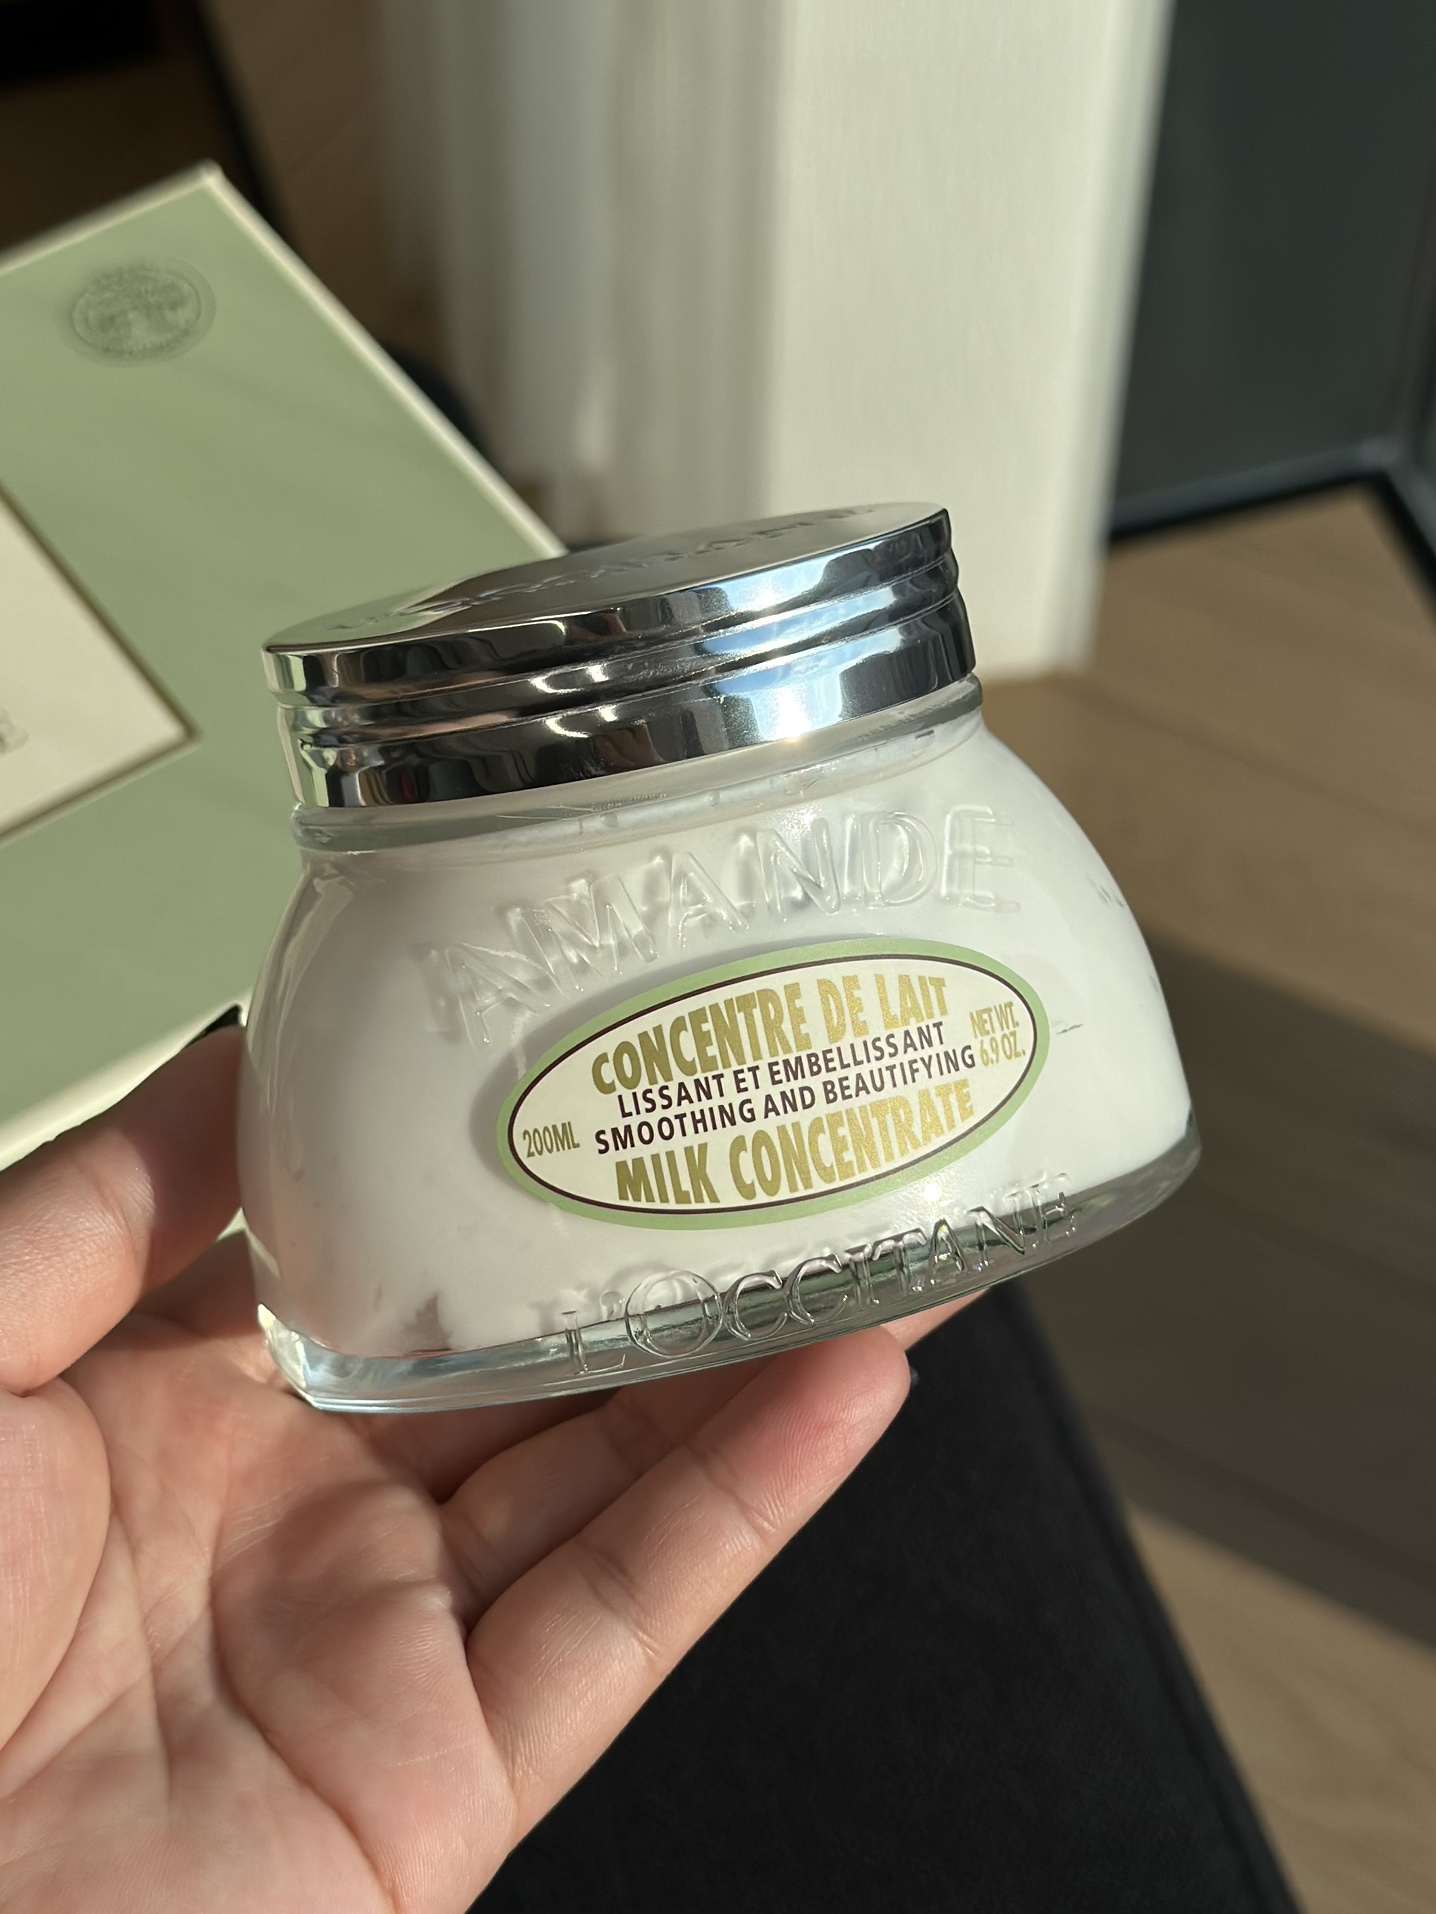 AMANDE
CONCENTRE DE LAIT
LISSANT ET EMBELLISSANT
SMOOTHING AND BEAUTIFYING
MILK CONCENTRATE
200ML
NET WT.
6.9 OZ.
L'OCCITANE